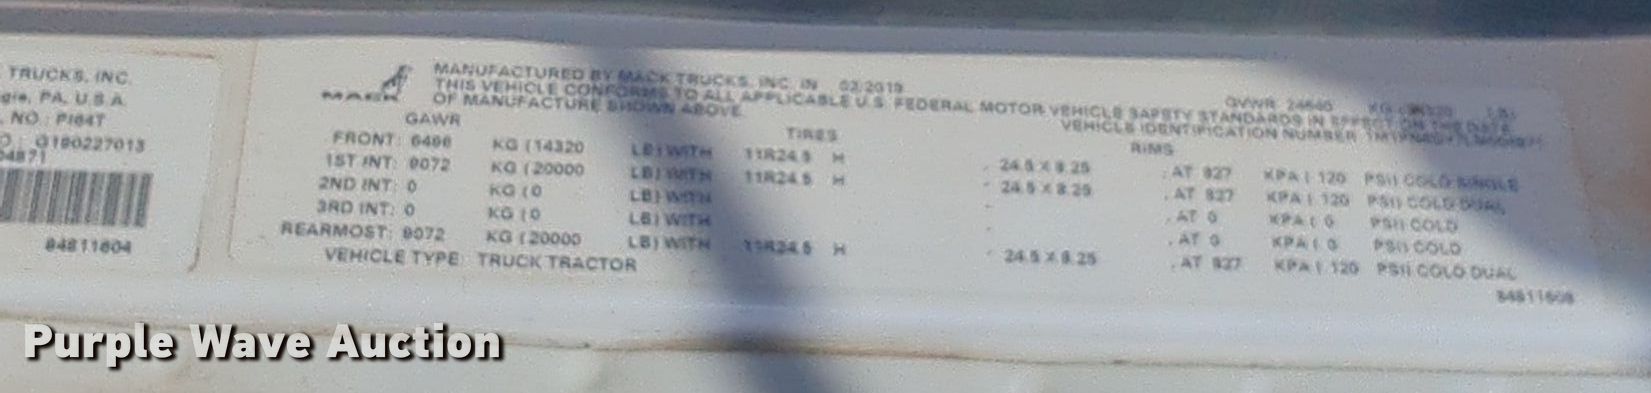 TRUCKS, INC.
gie, PA, U.S.A.
NO.: PI64T
O: G190227013
04871
84811604
MACK
MANUFACTURED BY MACK TRUCKS, INC. IN 02/2019
THIS VEHICLE CONFORMS TO ALL APPLICABLE U.S. FEDERAL MOTOR VEHICLE SAFETY STANDARDS IN EFFECT ON THE DATE
OF MANUFACTURE SHOWN ABOVE
GVWR KG LB)
VEHICLE IDENTIFICATION NUMBER
GAWR TIRES RIMS
FRONT: 6496 KG (14320 LB) WITH 11R24.5 H - 24.5 X 8.25 , AT 827 KPA ( 120 PSI) COLD SINGLE
1ST INT: 9072 KG (20000 LB) WITH 11R24.5 H - 24.5 X 8.25 , AT 827 KPA ( 120 PSI) COLD DUAL
2ND INT: 0 KG (0 LB) WITH - , AT 0 KPA ( 0 PSI) COLD
3RD INT: 0 KG (0 LB) WITH - , AT 0 KPA ( 0 PSI) COLD
REARMOST: 9072 KG (20000 LB) WITH 11R24.5 H - 24.5 X 8.25 , AT 827 KPA ( 120 PSI) COLD DUAL
VEHICLE TYPE: TRUCK TRACTOR
84811608
Purple Wave Auction